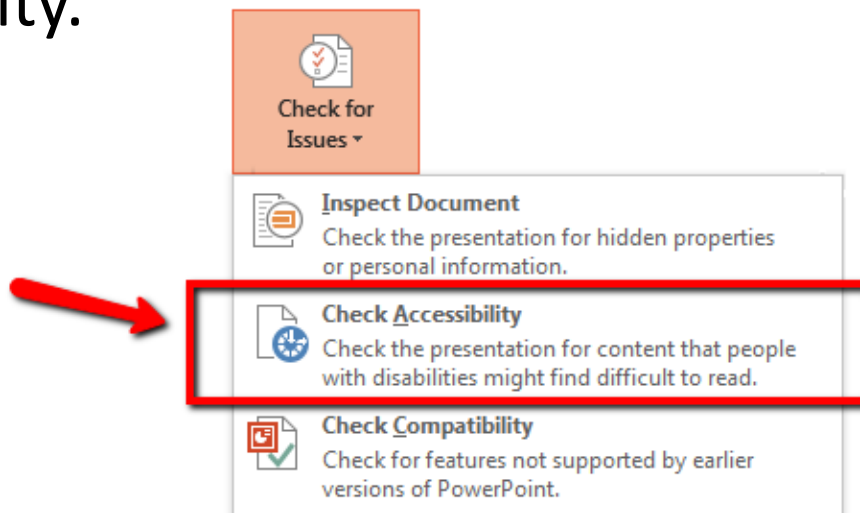 ity.
Check for
Issues
Inspect Document
Check the presentation for hidden properties
or personal information.
Check Accessibility
Check the presentation for content that people
with disabilities might find difficult to read.
Check Compatibility
Check for features not supported by earlier
versions of PowerPoint.